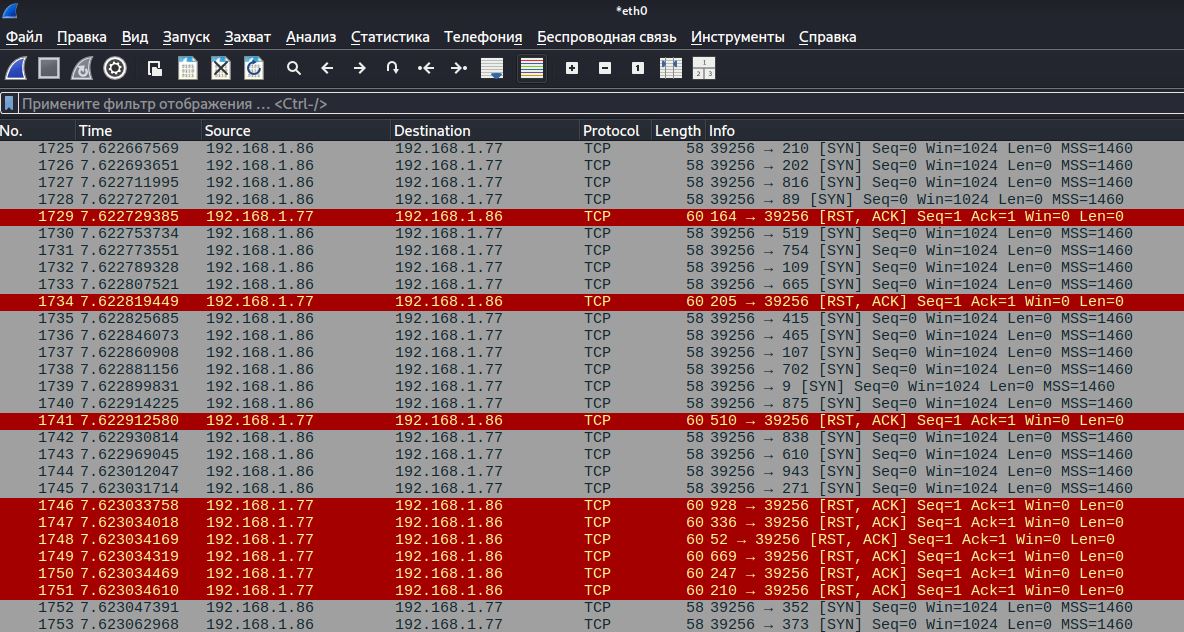 *eth0
Файл Правка Вид Запуск Захват Анализ Статистика Телефония Беспроводная связь Инструменты Справка
Примените фильтр отображения ... <Ctrl-/>
No. Time Source Destination Protocol Length Info
1725 7.622667569 192.168.1.86 192.168.1.77 TCP 58 39256 → 210 [SYN] Seq=0 Win=1024 Len=0 MSS=1460
1726 7.622693651 192.168.1.86 192.168.1.77 TCP 58 39256 → 202 [SYN] Seq=0 Win=1024 Len=0 MSS=1460
1727 7.622711995 192.168.1.86 192.168.1.77 TCP 58 39256 → 816 [SYN] Seq=0 Win=1024 Len=0 MSS=1460
1728 7.622727201 192.168.1.86 192.168.1.77 TCP 58 39256 → 89 [SYN] Seq=0 Win=1024 Len=0 MSS=1460
1729 7.622729385 192.168.1.77 192.168.1.86 TCP 60 164 → 39256 [RST, ACK] Seq=1 Ack=1 Win=0 Len=0
1730 7.622753734 192.168.1.86 192.168.1.77 TCP 58 39256 → 519 [SYN] Seq=0 Win=1024 Len=0 MSS=1460
1731 7.622773551 192.168.1.86 192.168.1.77 TCP 58 39256 → 754 [SYN] Seq=0 Win=1024 Len=0 MSS=1460
1732 7.622789328 192.168.1.86 192.168.1.77 TCP 58 39256 → 109 [SYN] Seq=0 Win=1024 Len=0 MSS=1460
1733 7.622807521 192.168.1.86 192.168.1.77 TCP 58 39256 → 665 [SYN] Seq=0 Win=1024 Len=0 MSS=1460
1734 7.622819449 192.168.1.77 192.168.1.86 TCP 60 205 → 39256 [RST, ACK] Seq=1 Ack=1 Win=0 Len=0
1735 7.622825685 192.168.1.86 192.168.1.77 TCP 58 39256 → 415 [SYN] Seq=0 Win=1024 Len=0 MSS=1460
1736 7.622846073 192.168.1.86 192.168.1.77 TCP 58 39256 → 465 [SYN] Seq=0 Win=1024 Len=0 MSS=1460
1737 7.622860908 192.168.1.86 192.168.1.77 TCP 58 39256 → 107 [SYN] Seq=0 Win=1024 Len=0 MSS=1460
1738 7.622881156 192.168.1.86 192.168.1.77 TCP 58 39256 → 702 [SYN] Seq=0 Win=1024 Len=0 MSS=1460
1739 7.622899831 192.168.1.86 192.168.1.77 TCP 58 39256 → 9 [SYN] Seq=0 Win=1024 Len=0 MSS=1460
1740 7.622914225 192.168.1.86 192.168.1.77 TCP 58 39256 → 875 [SYN] Seq=0 Win=1024 Len=0 MSS=1460
1741 7.622912580 192.168.1.77 192.168.1.86 TCP 60 510 → 39256 [RST, ACK] Seq=1 Ack=1 Win=0 Len=0
1742 7.622930814 192.168.1.86 192.168.1.77 TCP 58 39256 → 838 [SYN] Seq=0 Win=1024 Len=0 MSS=1460
1743 7.622969045 192.168.1.86 192.168.1.77 TCP 58 39256 → 610 [SYN] Seq=0 Win=1024 Len=0 MSS=1460
1744 7.623012047 192.168.1.86 192.168.1.77 TCP 58 39256 → 943 [SYN] Seq=0 Win=1024 Len=0 MSS=1460
1745 7.623031714 192.168.1.86 192.168.1.77 TCP 58 39256 → 271 [SYN] Seq=0 Win=1024 Len=0 MSS=1460
1746 7.623033758 192.168.1.77 192.168.1.86 TCP 60 928 → 39256 [RST, ACK] Seq=1 Ack=1 Win=0 Len=0
1747 7.623034018 192.168.1.77 192.168.1.86 TCP 60 336 → 39256 [RST, ACK] Seq=1 Ack=1 Win=0 Len=0
1748 7.623034169 192.168.1.77 192.168.1.86 TCP 60 52 → 39256 [RST, ACK] Seq=1 Ack=1 Win=0 Len=0
1749 7.623034319 192.168.1.77 192.168.1.86 TCP 60 669 → 39256 [RST, ACK] Seq=1 Ack=1 Win=0 Len=0
1750 7.623034469 192.168.1.77 192.168.1.86 TCP 60 247 → 39256 [RST, ACK] Seq=1 Ack=1 Win=0 Len=0
1751 7.623034610 192.168.1.77 192.168.1.86 TCP 60 210 → 39256 [RST, ACK] Seq=1 Ack=1 Win=0 Len=0
1752 7.623047391 192.168.1.86 192.168.1.77 TCP 58 39256 → 352 [SYN] Seq=0 Win=1024 Len=0 MSS=1460
1753 7.623062968 192.168.1.86 192.168.1.77 TCP 58 39256 → 373 [SYN] Seq=0 Win=1024 Len=0 MSS=1460